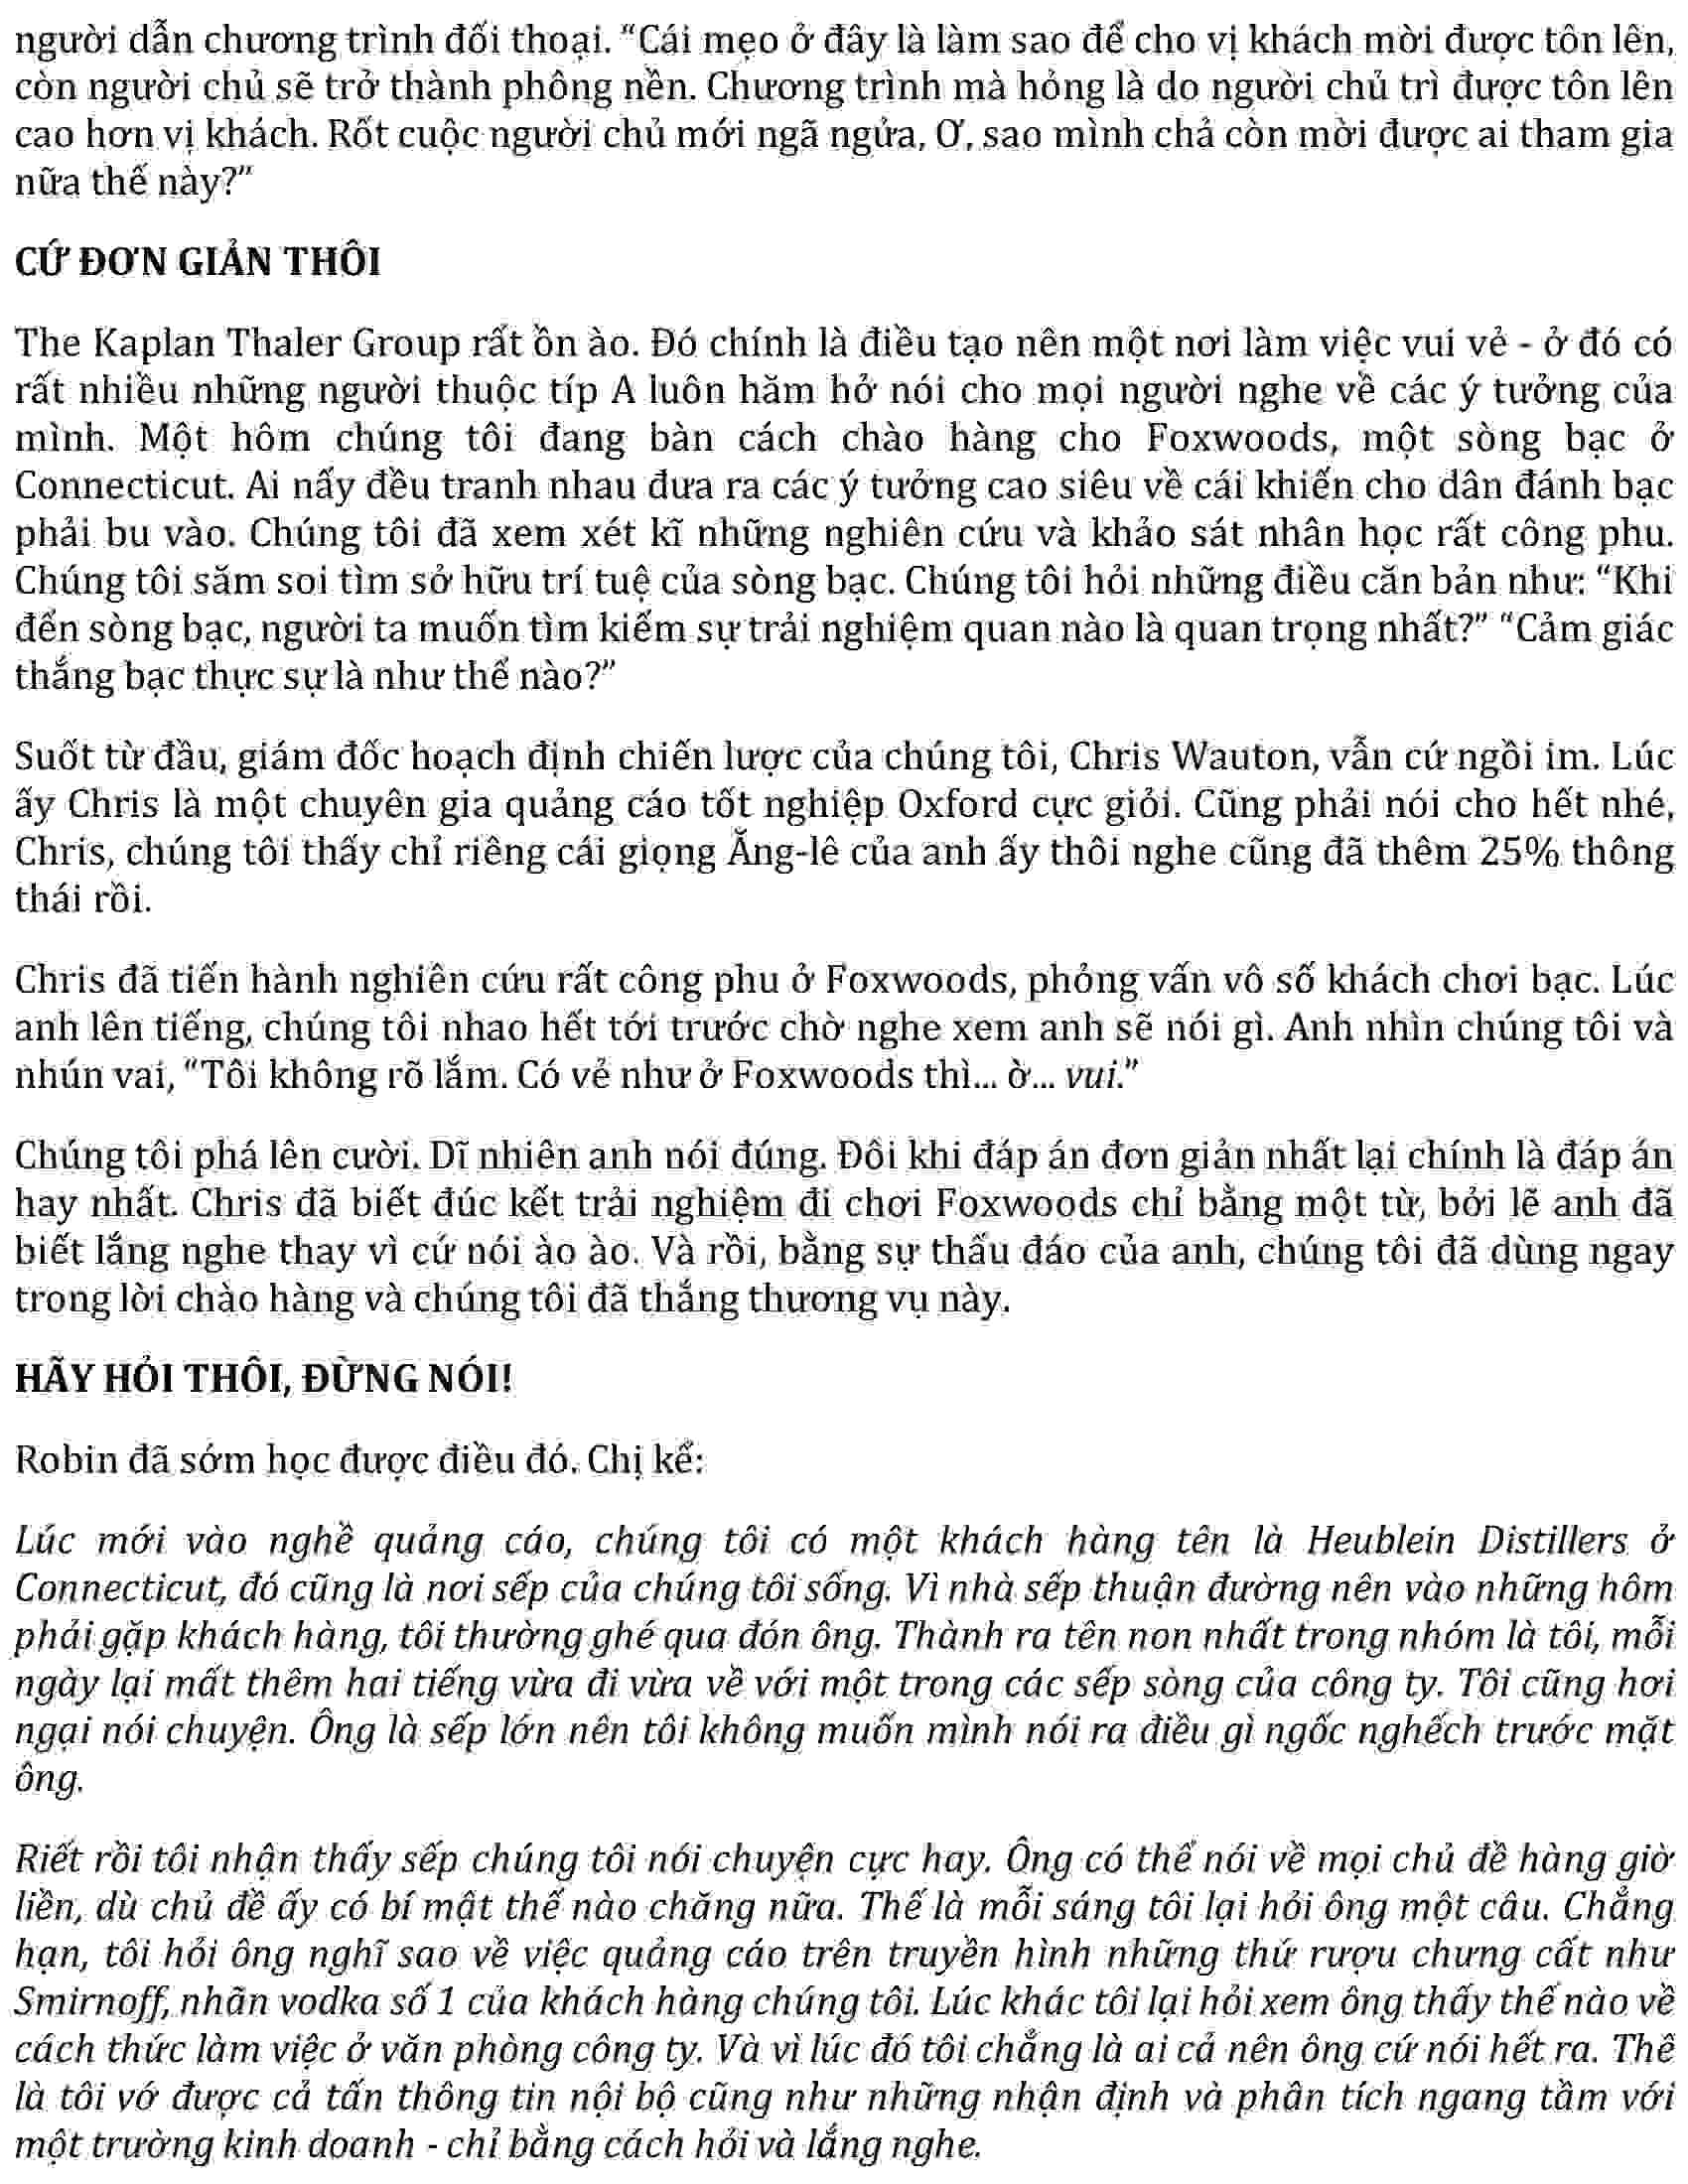 người dẫn chương trình đối thoại. “Cái mẹo ở đây là làm sao để cho vị khách mời được tôn lên,
còn người chủ sẽ trở thành phông nền. Chương trình mà hỏng là do người chủ trì được tôn lên
cao hơn vị khách. Rốt cuộc người chủ mới ngã ngửa, Ơ, sao mình chả còn mời được ai tham gia
nữa thế này?”
CỨ ĐƠN GIẢN THÔI
The Kaplan Thaler Group rất ồn ào. Đó chính là điều tạo nên một nơi làm việc vui vẻ - ở đó có
rất nhiều những người thuộc típ A luôn hăm hở nói cho mọi người nghe về các ý tưởng của
mình. Một hôm chúng tôi đang bàn cách chào hàng cho Foxwoods, một sòng bạc ở
Connecticut. Ai nấy đều tranh nhau đưa ra các ý tưởng cao siêu về cái khiến cho dân đánh bạc
phải bu vào. Chúng tôi đã xem xét kĩ những nghiên cứu và khảo sát nhân học rất công phu.
Chúng tôi săm soi tìm sở hữu trí tuệ của sòng bạc. Chúng tôi hỏi những điều căn bản như: “Khi
đến sòng bạc, người ta muốn tìm kiếm sự trải nghiệm quan nào là quan trọng nhất?” “Cảm giác
thắng bạc thực sự là như thế nào?”
Suốt từ đầu, giám đốc hoạch định chiến lược của chúng tôi, Chris Wauton, vẫn cứ ngồi im. Lúc
ấy Chris là một chuyên gia quảng cáo tốt nghiệp Oxford cực giỏi. Cũng phải nói cho hết nhé,
Chris, chúng tôi thấy chỉ riêng cái giọng Ăng-lê của anh ấy thôi nghe cũng đã thêm 25% thông
thái rồi.
Chris đã tiến hành nghiên cứu rất công phu ở Foxwoods, phỏng vấn vô số khách chơi bạc. Lúc
anh lên tiếng, chúng tôi nhao hết tới trước chờ nghe xem anh sẽ nói gì. Anh nhìn chúng tôi và
nhún vai, “Tôi không rõ lắm. Có vẻ như ở Foxwoods thì... ờ... vui.”
Chúng tôi phá lên cười. Dĩ nhiên anh nói đúng. Đôi khi đáp án đơn giản nhất lại chính là đáp án
hay nhất. Chris đã biết đúc kết trải nghiệm đi chơi Foxwoods chỉ bằng một từ, bởi lẽ anh đã
biết lắng nghe thay vì cứ nói ào ào. Và rồi, bằng sự thấu đáo của anh, chúng tôi đã dùng ngay
trong lời chào hàng và chúng tôi đã thắng thương vụ này.
HÃY HỎI THÔI, ĐỪNG NÓI!
Robin đã sớm học được điều đó. Chị kể:
Lúc mới vào nghề quảng cáo, chúng tôi có một khách hàng tên là Heublein Distillers ở
Connecticut, đó cũng là nơi sếp của chúng tôi sống. Vì nhà sếp thuận đường nên vào những hôm
phải gặp khách hàng, tôi thường ghé qua đón ông. Thành ra tên non nhất trong nhóm là tôi, mỗi
ngày lại mất thêm hai tiếng vừa đi vừa về với một trong các sếp sòng của công ty. Tôi cũng hơi
ngại nói chuyện. Ông là sếp lớn nên tôi không muốn mình nói ra điều gì ngốc nghếch trước mặt
ông.
Riết rồi tôi nhận thấy sếp chúng tôi nói chuyện cực hay. Ông có thể nói về mọi chủ đề hàng giờ
liền, dù chủ đề ấy có bí mật thế nào chăng nữa. Thế là mỗi sáng tôi lại hỏi ông một câu. Chẳng
hạn, tôi hỏi ông nghĩ sao về việc quảng cáo trên truyền hình những thứ rượu chưng cất như
Smirnoff, nhãn vodka số 1 của khách hàng chúng tôi. Lúc khác tôi lại hỏi xem ông thấy thế nào về
cách thức làm việc ở văn phòng công ty. Và vì lúc đó tôi chẳng là ai cả nên ông cứ nói hết ra. Thế
là tôi vớ được cả tấn thông tin nội bộ cũng như những nhận định và phân tích ngang tầm với
một trường kinh doanh - chỉ bằng cách hỏi và lắng nghe.